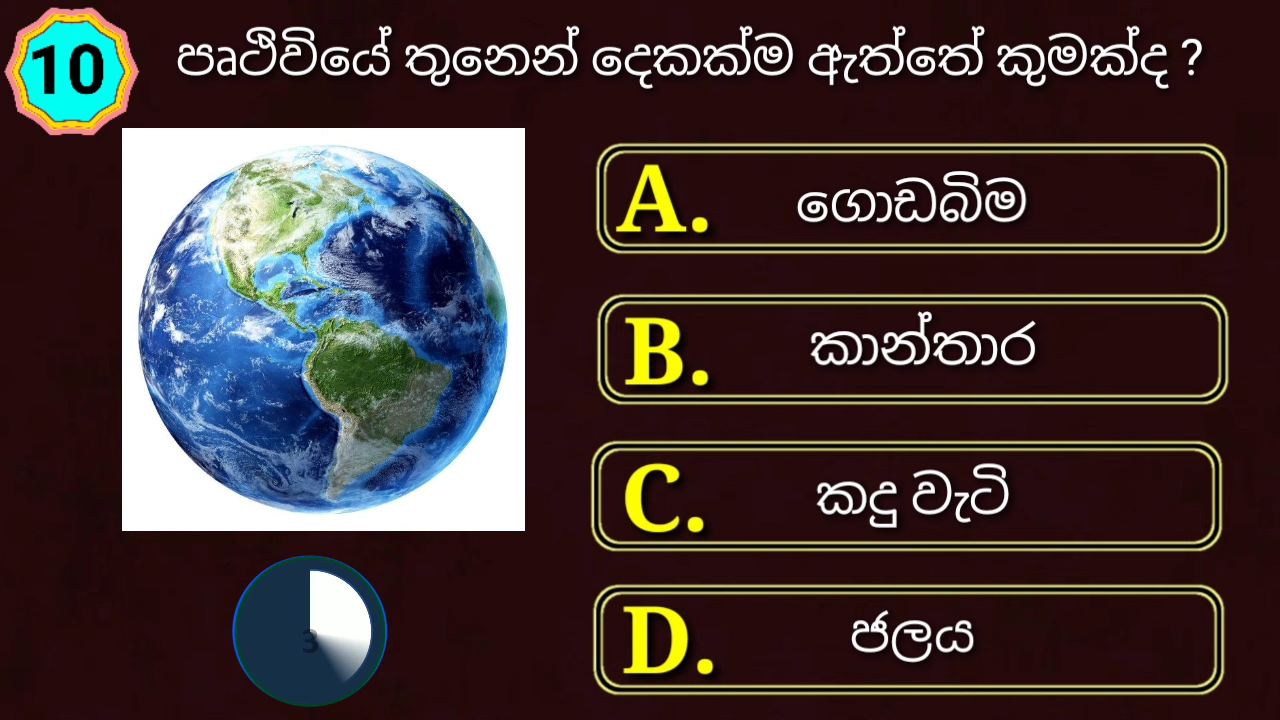 10
පෘථිවියේ තුනෙන් දෙකක්ම ඇත්තේ කුමක්ද ?
A. ගොඩබිම
B. කාන්තාර
C. කදු වැටි
D. ජලය
3